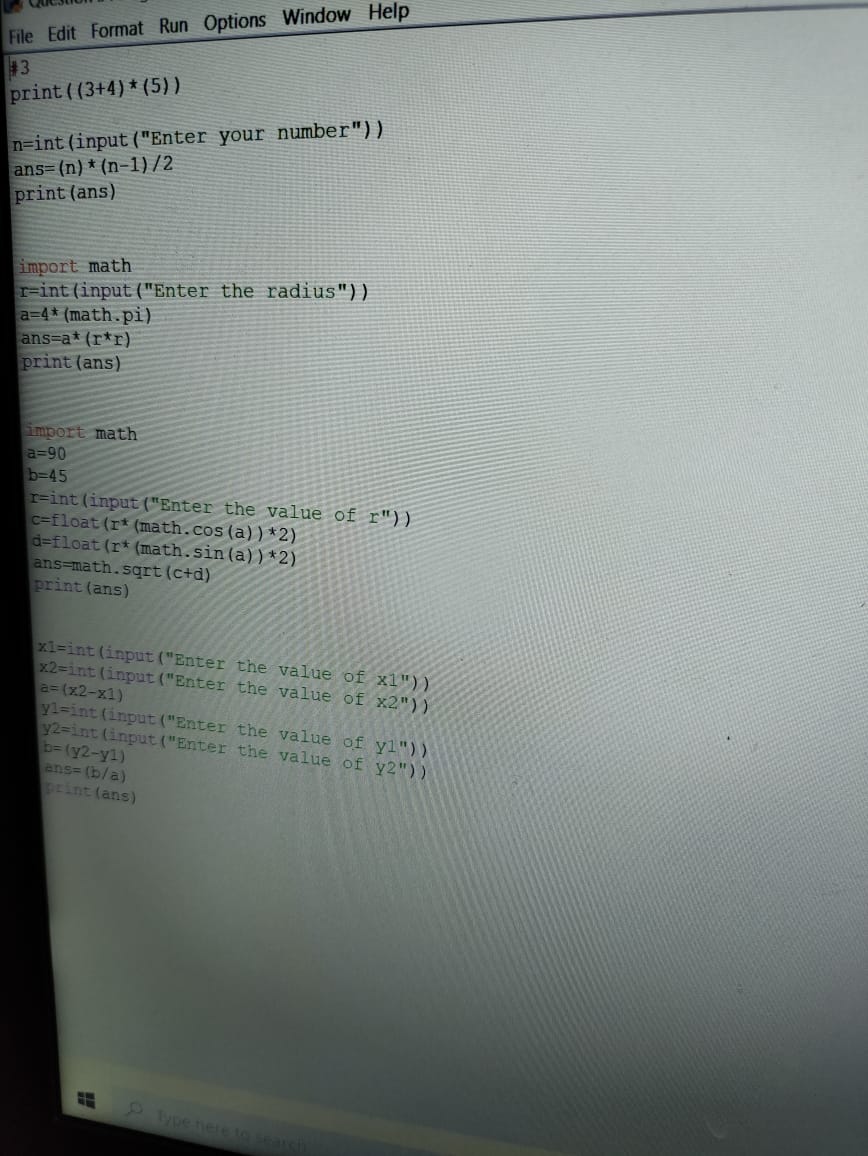 File Edit Format Run Options Window Help
#3
print((3+4)*(5))
n=int(input("Enter your number"))
ans=(n)*(n-1)/2
print(ans)
import math
r=int(input("Enter the radius"))
a=4*(math.pi)
ans=a*(r*r)
print(ans)
import math
a=90
b=45
r=int(input("Enter the value of r"))
c=float(r*(math.cos(a))*2)
d=float(r*(math.sin(a))*2)
ans=math.sqrt(c+d)
print(ans)
x1=int(input("Enter the value of x1"))
x2=int(input("Enter the value of x2"))
a=(x2-x1)
y1=int(input("Enter the value of y1"))
y2=int(input("Enter the value of y2"))
b=(y2-y1)
ans=(b/a)
print(ans)
Type here to search